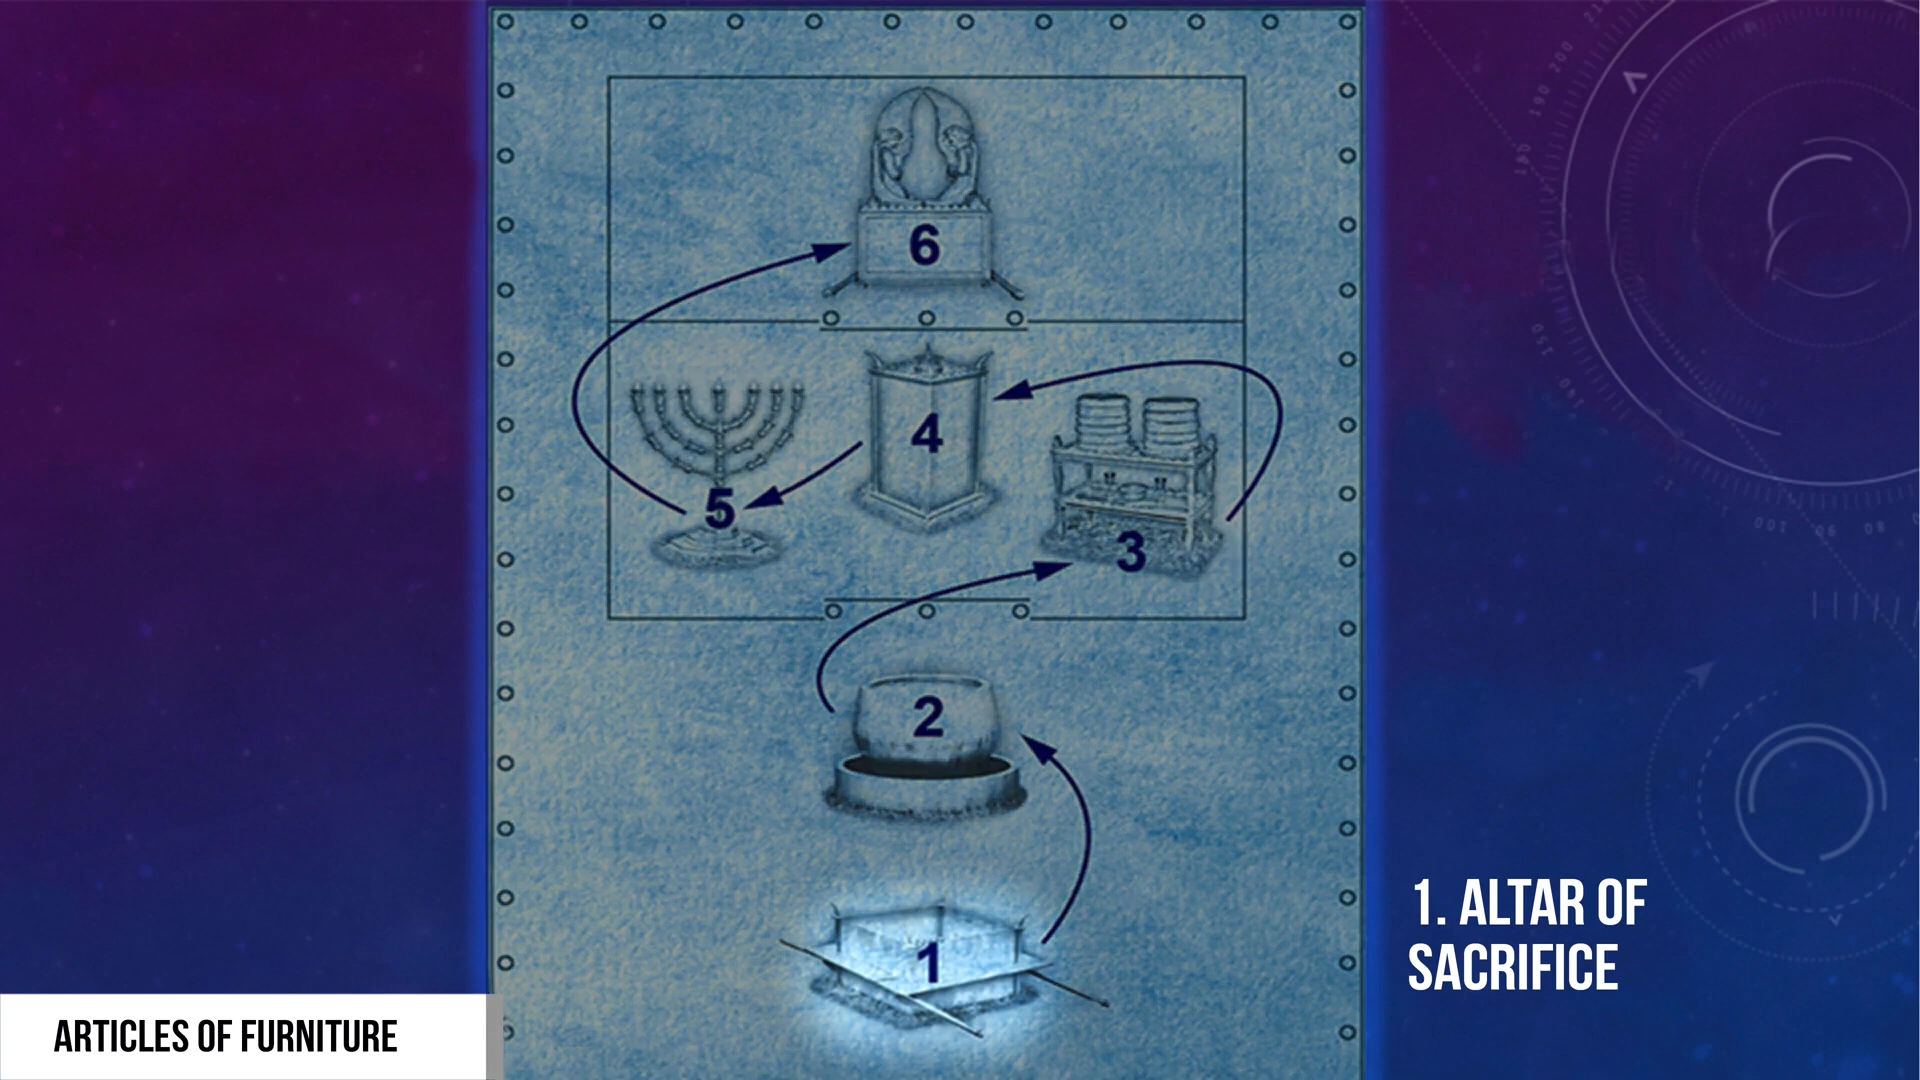 6
4
5
3
2
1
1. ALTAR OF
SACRIFICE
ARTICLES OF FURNITURE